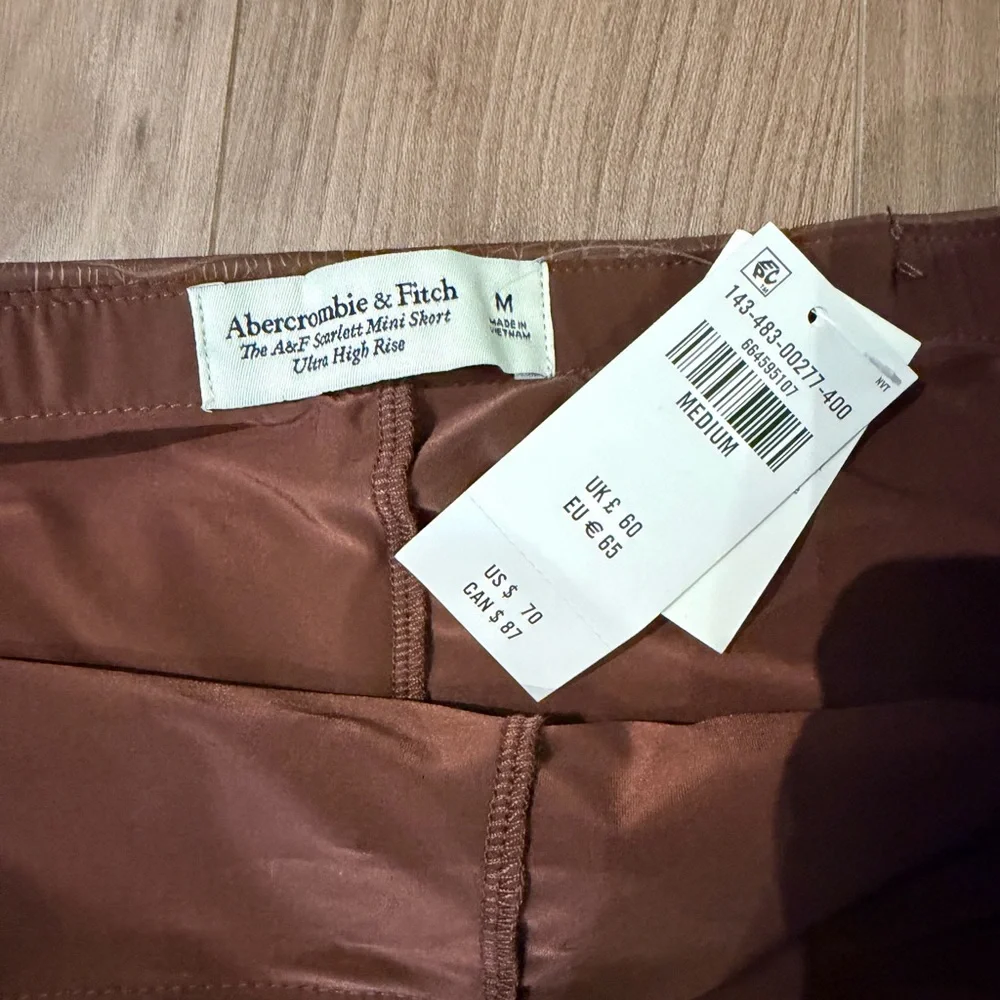 Abercrombie & Fitch
The A&F Scarlett Mini Skort
Ultra High Rise
M
MADE IN
VIETNAM
143-483-00277-400
664595107
MEDIUM
NVT
UK £ 60
EU € 65
US $ 70
CAN $ 87